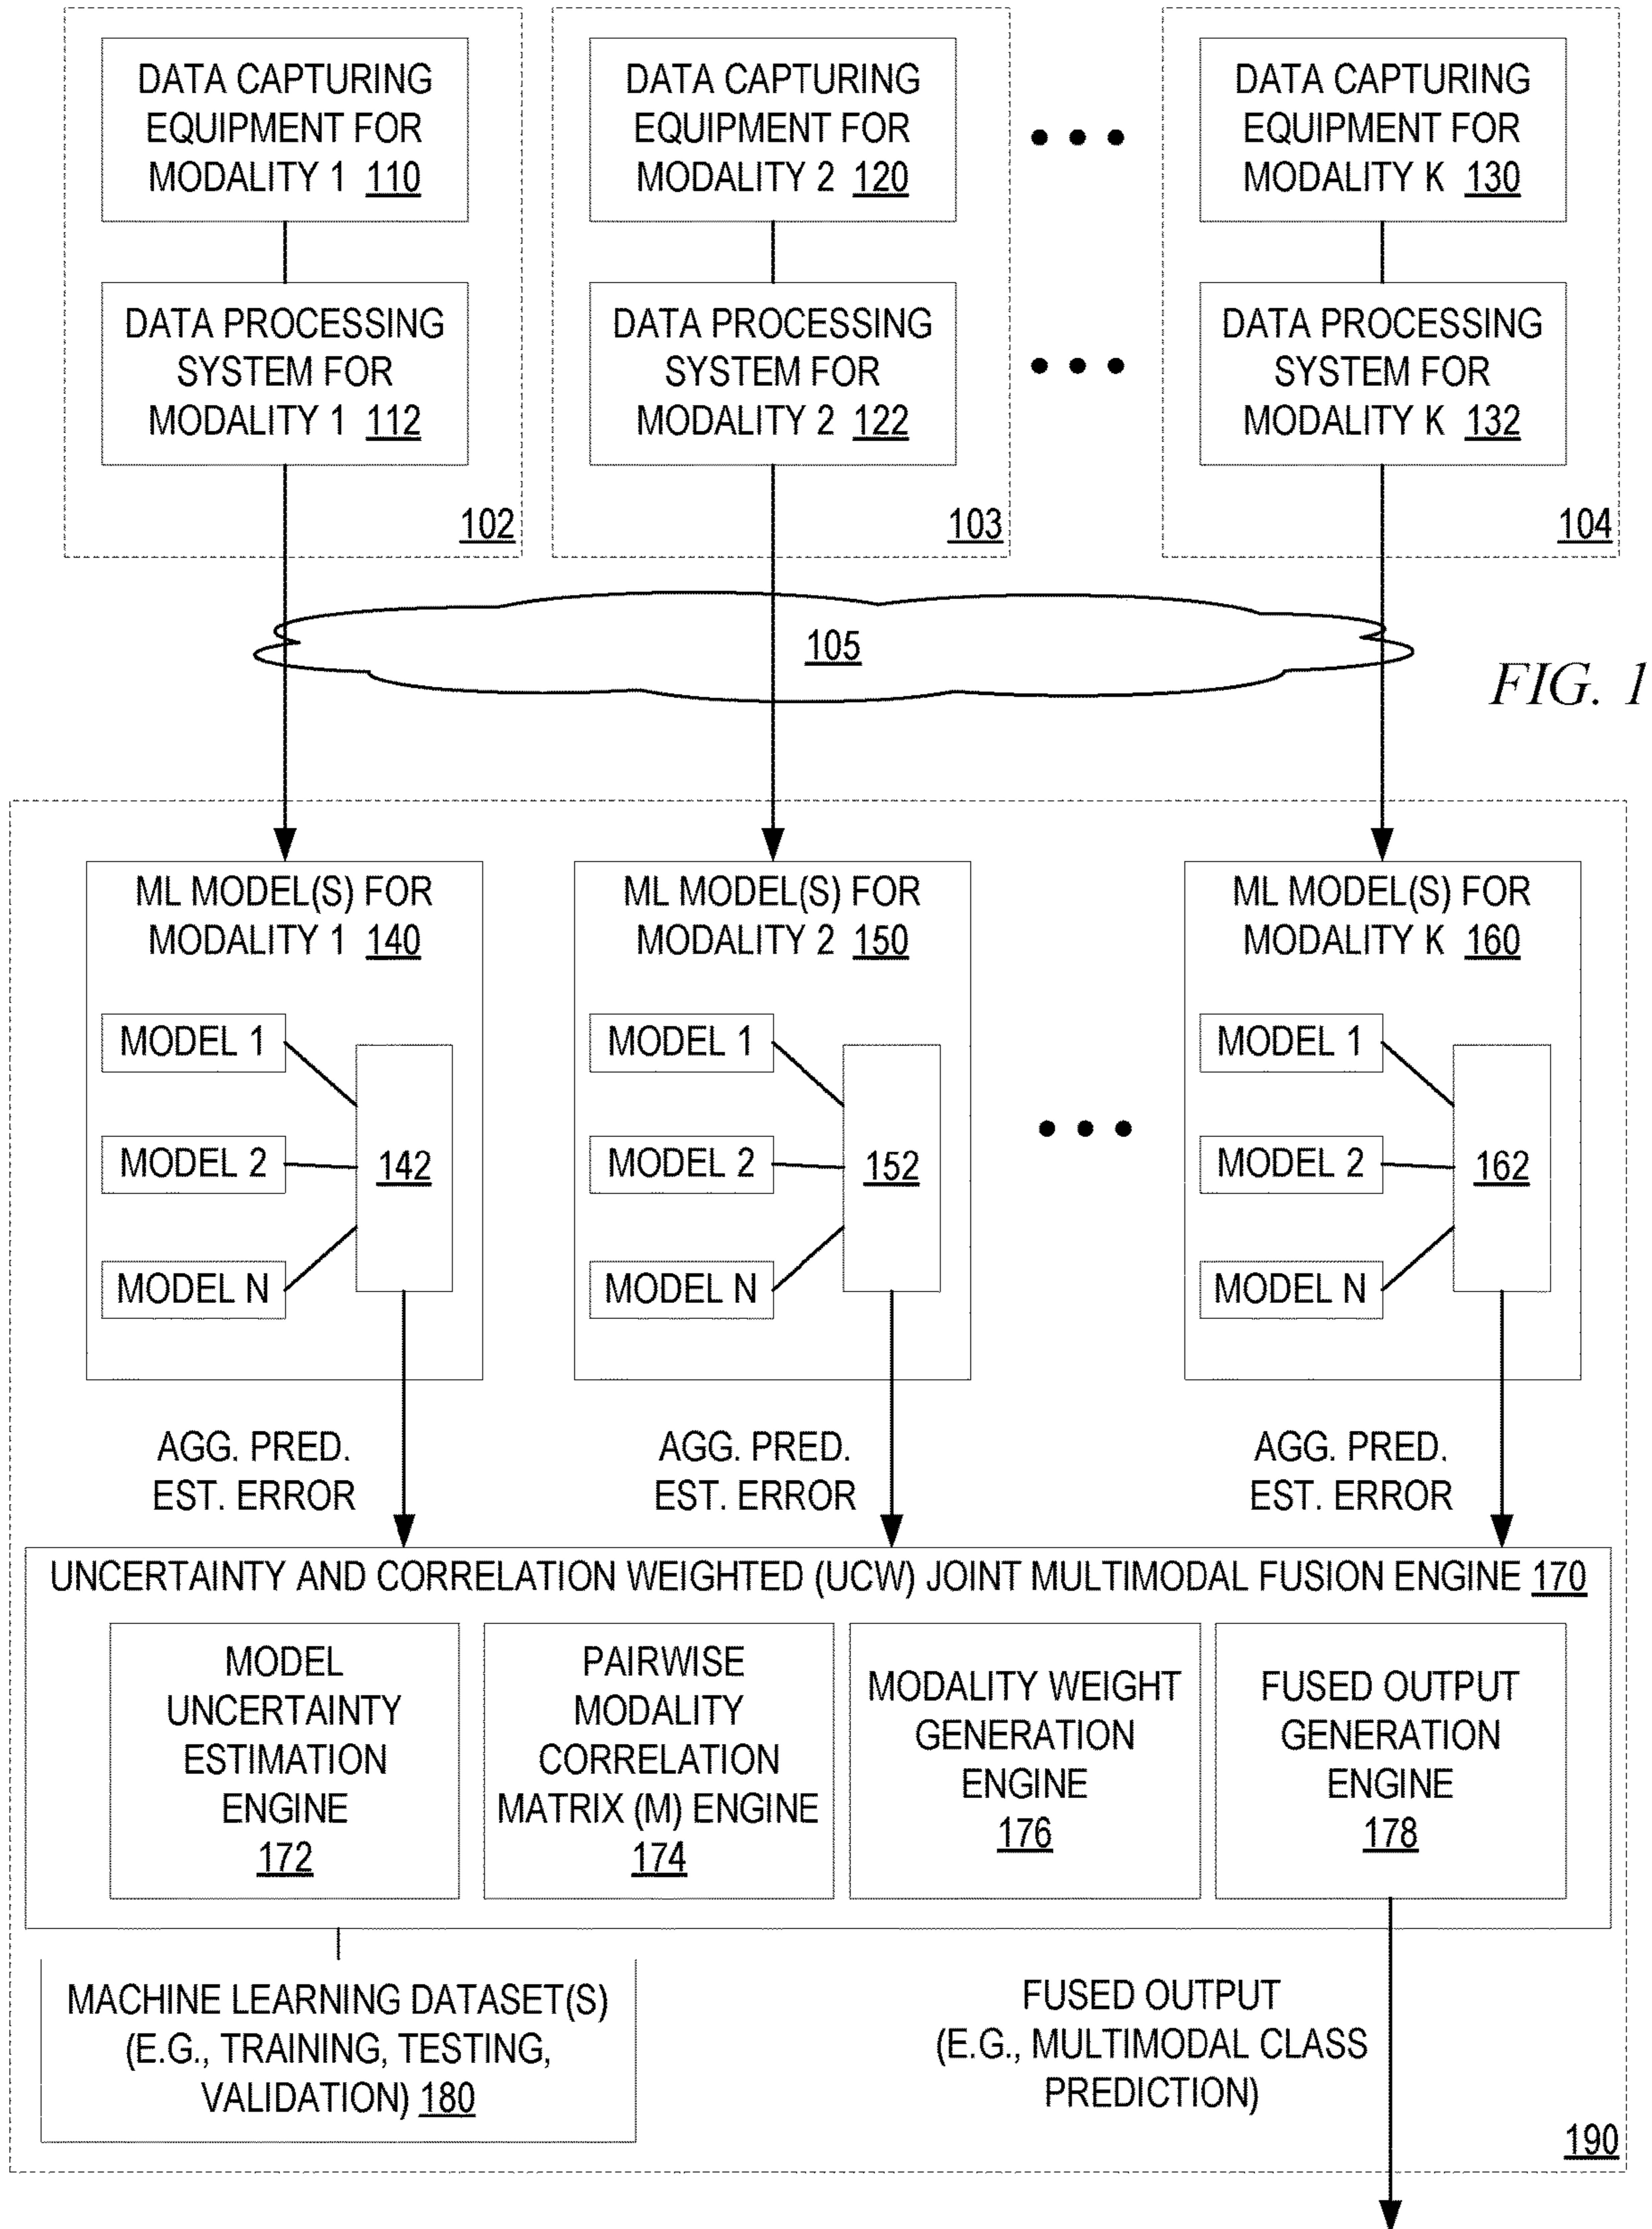 DATA CAPTURING
EQUIPMENT FOR
MODALITY 1 110
DATA PROCESSING
SYSTEM FOR
MODALITY 1 112
102
DATA CAPTURING
EQUIPMENT FOR
MODALITY 2 120
DATA PROCESSING
SYSTEM FOR
MODALITY 2 122
103
DATA CAPTURING
EQUIPMENT FOR
MODALITY K 130
DATA PROCESSING
SYSTEM FOR
MODALITY K 132
104
105
FIG. 1
ML MODEL(S) FOR
MODALITY 1 140
MODEL 1
MODEL 2
MODEL N
142
ML MODEL(S) FOR
MODALITY 2 150
MODEL 1
MODEL 2
MODEL N
152
ML MODEL(S) FOR
MODALITY K 160
MODEL 1
MODEL 2
MODEL N
162
AGG. PRED.
EST. ERROR
AGG. PRED.
EST. ERROR
AGG. PRED.
EST. ERROR
UNCERTAINTY AND CORRELATION WEIGHTED (UCW) JOINT MULTIMODAL FUSION ENGINE 170
MODEL
UNCERTAINTY
ESTIMATION
ENGINE
172
PAIRWISE
MODALITY
CORRELATION
MATRIX (M) ENGINE
174
MODALITY WEIGHT
GENERATION
ENGINE
176
FUSED OUTPUT
GENERATION
ENGINE
178
MACHINE LEARNING DATASET(S)
(E.G., TRAINING, TESTING,
VALIDATION) 180
FUSED OUTPUT
(E.G., MULTIMODAL CLASS
PREDICTION)
190